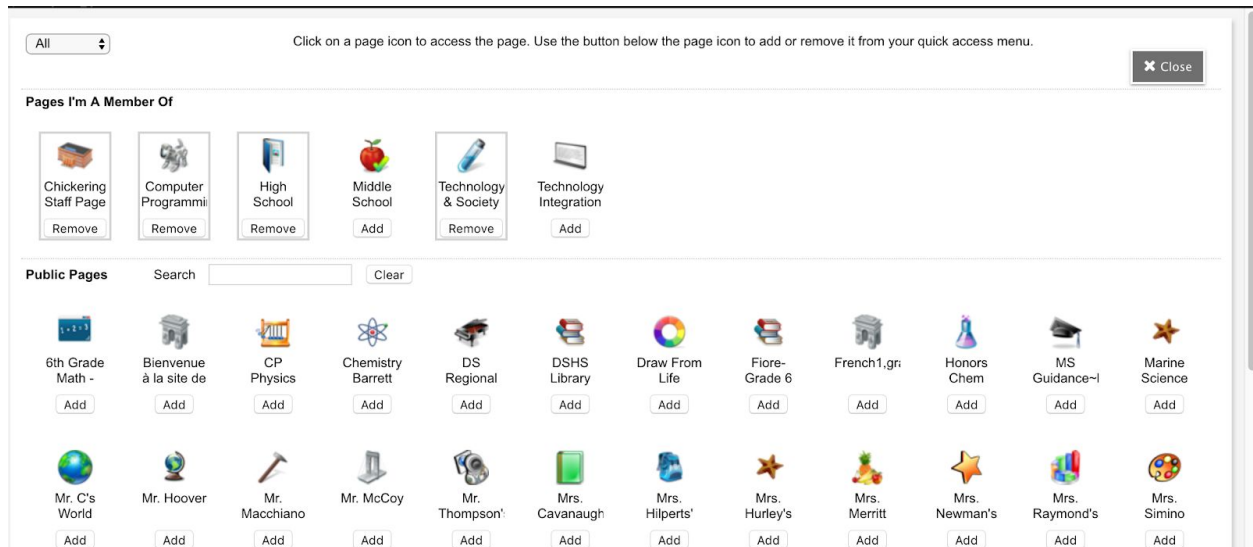 All
Click on a page icon to access the page. Use the button below the page icon to add or remove it from your quick access menu.
✖ Close
Pages I'm A Member Of
Chickering Computer High Middle Technology Technology
Staff Page Programmi School School & Society Integration
Remove Remove Remove Add Remove Add
Public Pages Search Clear
1+2=3
6th Grade Bienvenue CP Chemistry DS DSHS Draw From Fiore- French1,gra Honors MS Marine
Math - à la site de Physics Barrett Regional Library Life Grade 6 Chem Guidance~I Science
Add Add Add Add Add Add Add Add Add Add Add Add
Mr. C's Mr. Hoover Mr. Mr. McCoy Mr. Mrs. Mrs. Mrs. Mrs. Mrs. Mrs. Mrs.
World Macchiano Thompson's Cavanaugh Hilperts' Hurley's Merritt Newman's Raymond's Simino
Add Add Add Add Add Add Add Add Add Add Add Add